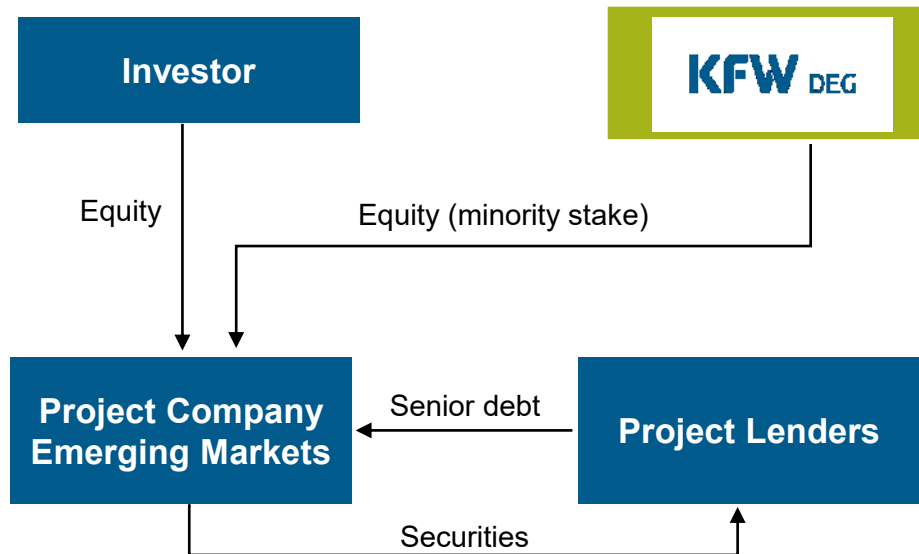 Investor
KFW DEG
Equity
Equity (minority stake)
Project Company
Emerging Markets
Senior debt
Project Lenders
Securities